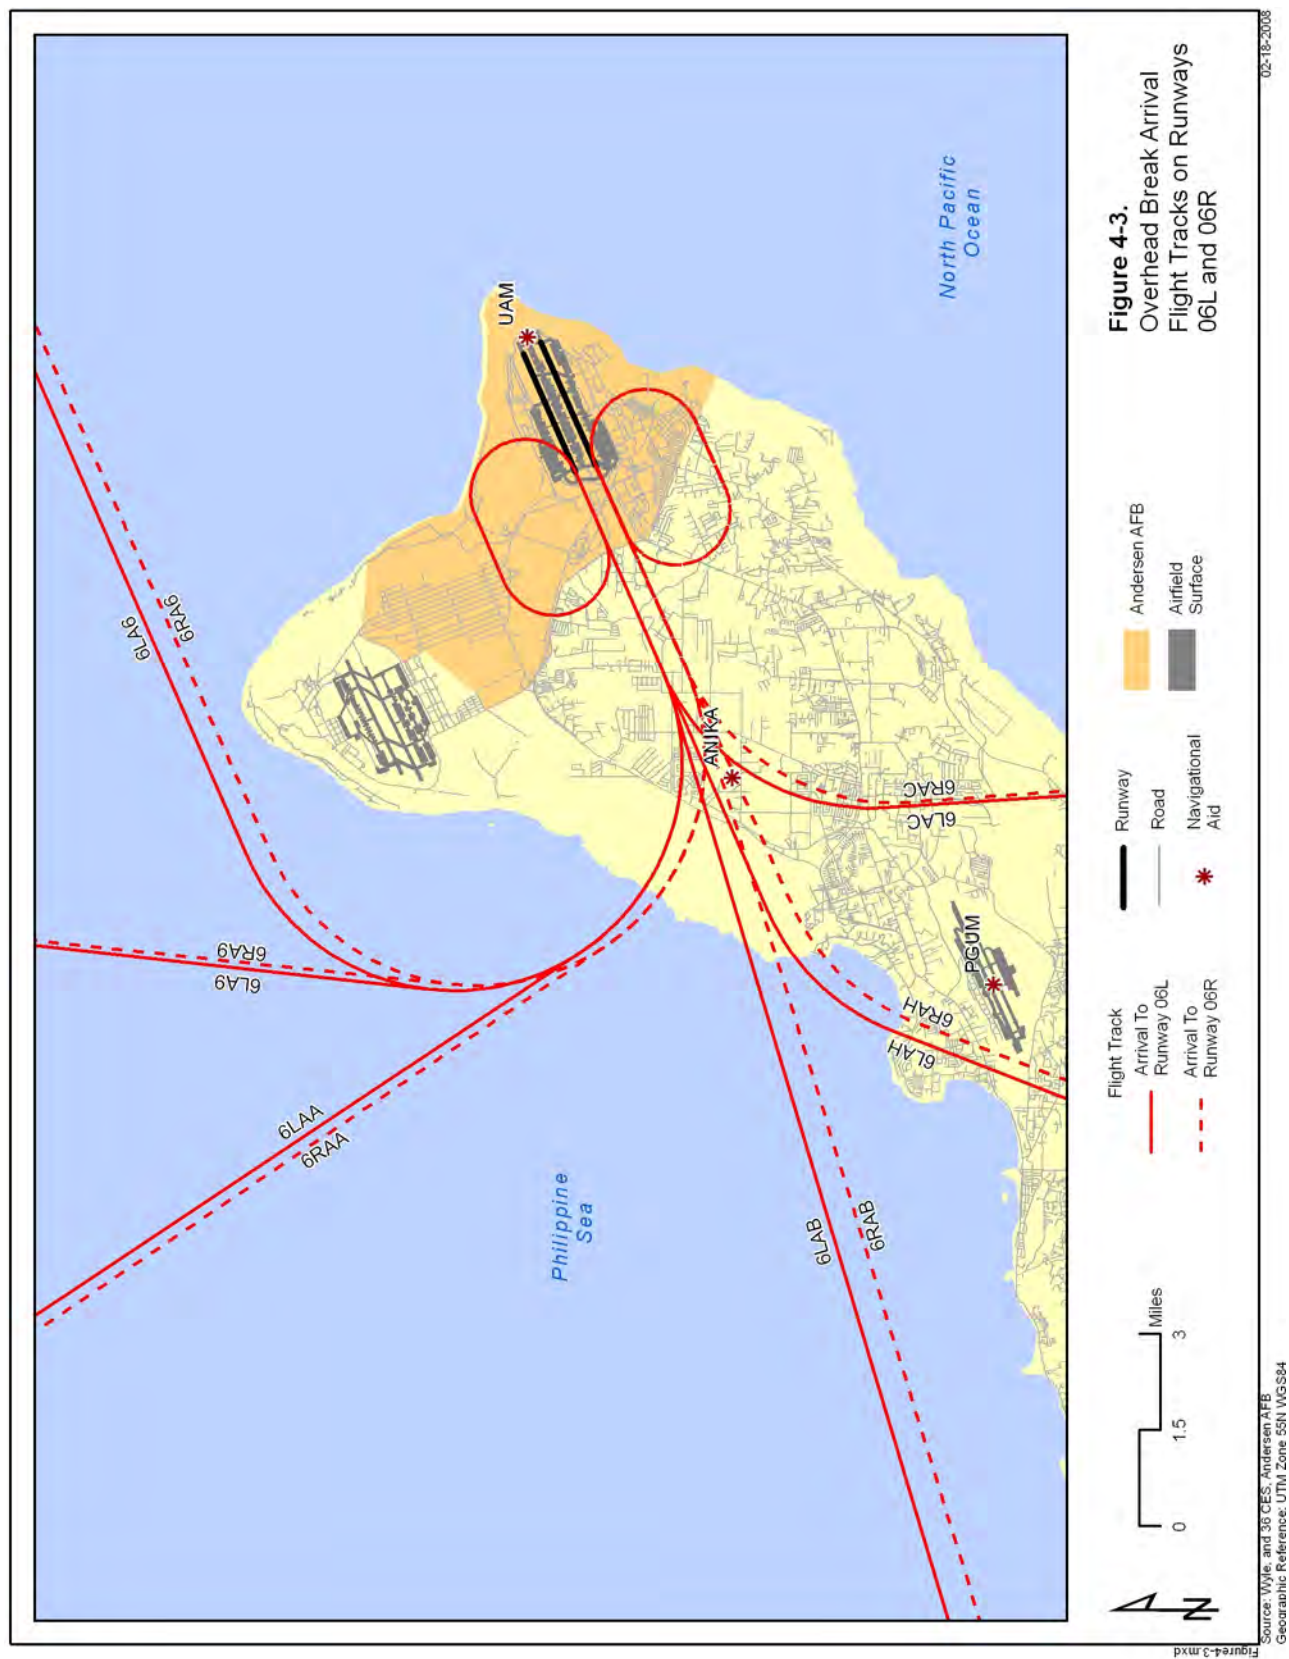 6LA6
6RA6
6LA9
6RA9
6LAA
6RAA
UAM
North Pacific
Ocean
ANIKA
6LAC
6RAC
PGUM
6LAH
6RAH
Philippine
Sea
6LAB
6RAB
0
1.5
3
Miles
Flight Track
Arrival To
Runway 06L
Arrival To
Runway 06R
Runway
Road
Navigational
Aid
Andersen AFB
Airfield
Surface
Figure 4-3.
Overhead Break Arrival
Flight Tracks on Runways
06L and 06R
N
Figure4-3.mxd
Source: Wyle, and 36 CES, Andersen AFB
Geographic Reference: UTM Zone 55N WGS84
02-18-2008